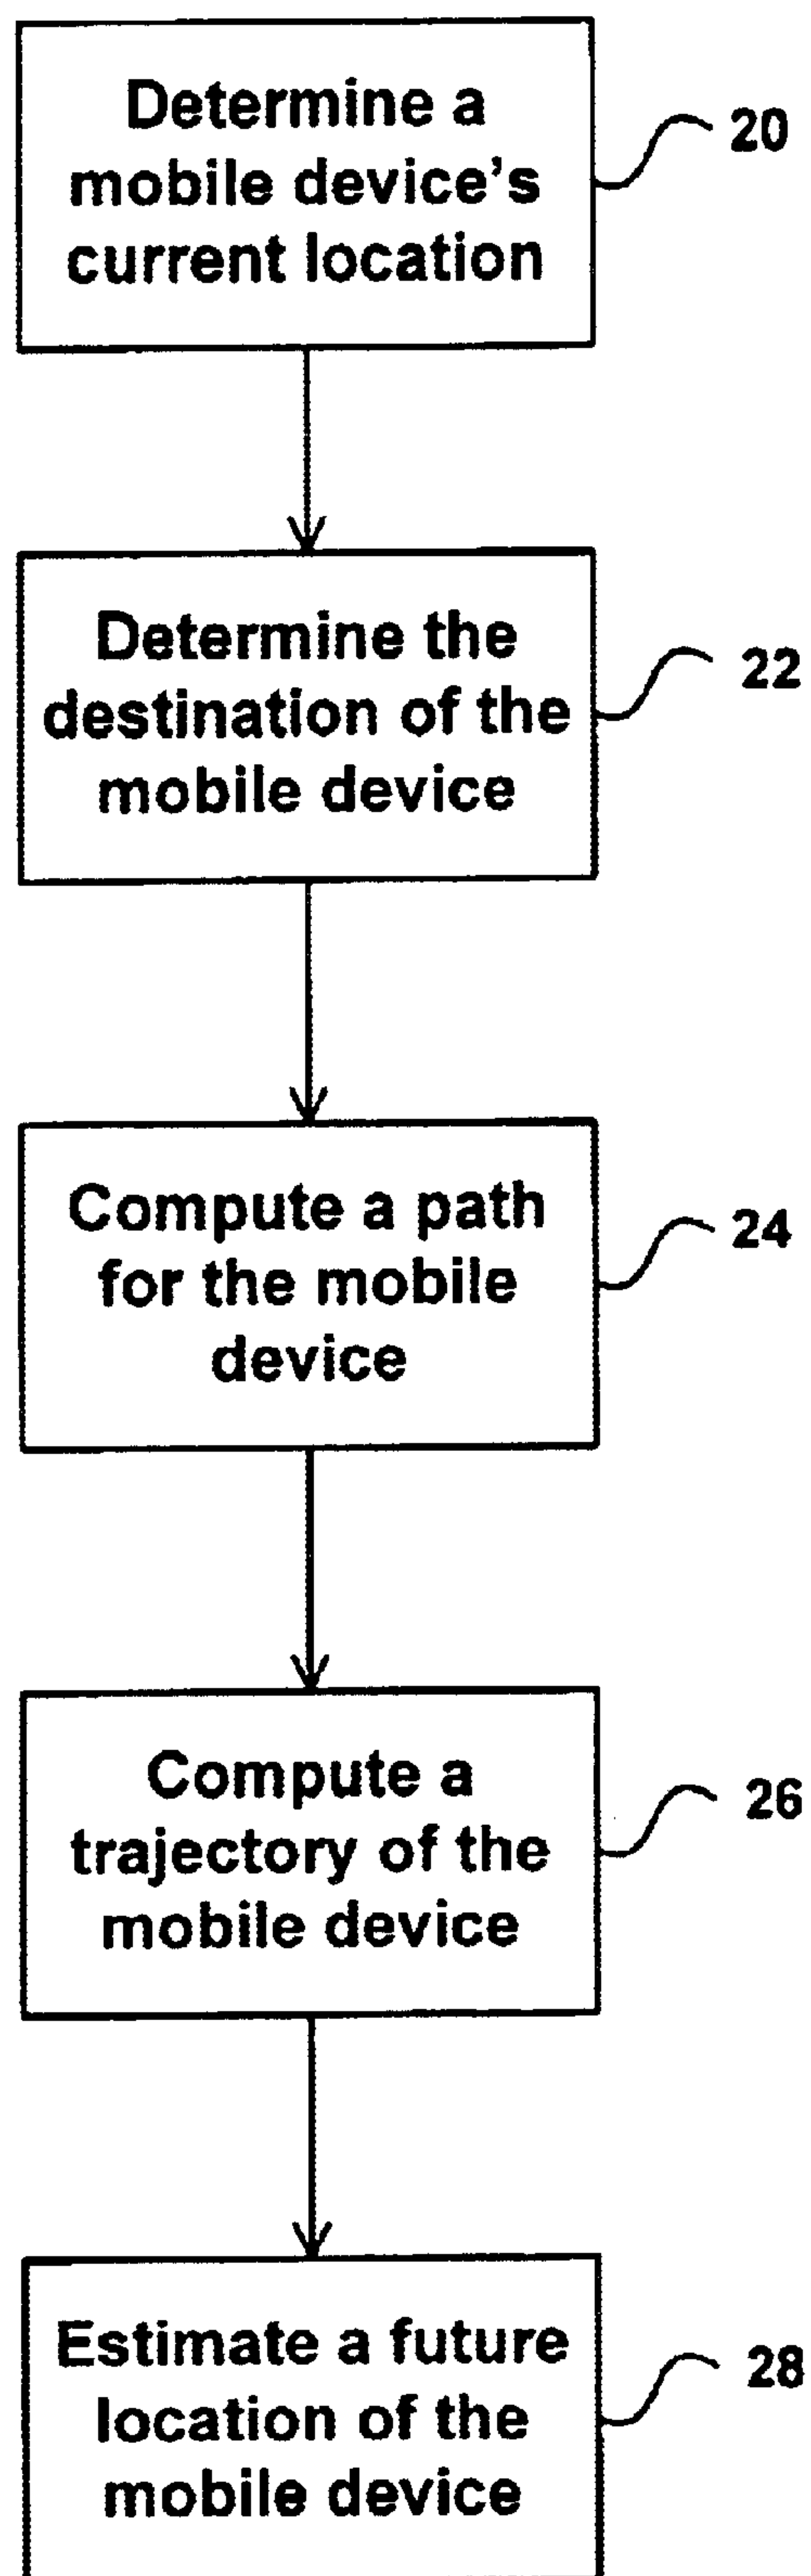 Determine a
mobile device's
current location
20
Determine the
destination of the
mobile device
22
Compute a path
for the mobile
device
24
Compute a
trajectory of the
mobile device
26
Estimate a future
location of the
mobile device
28